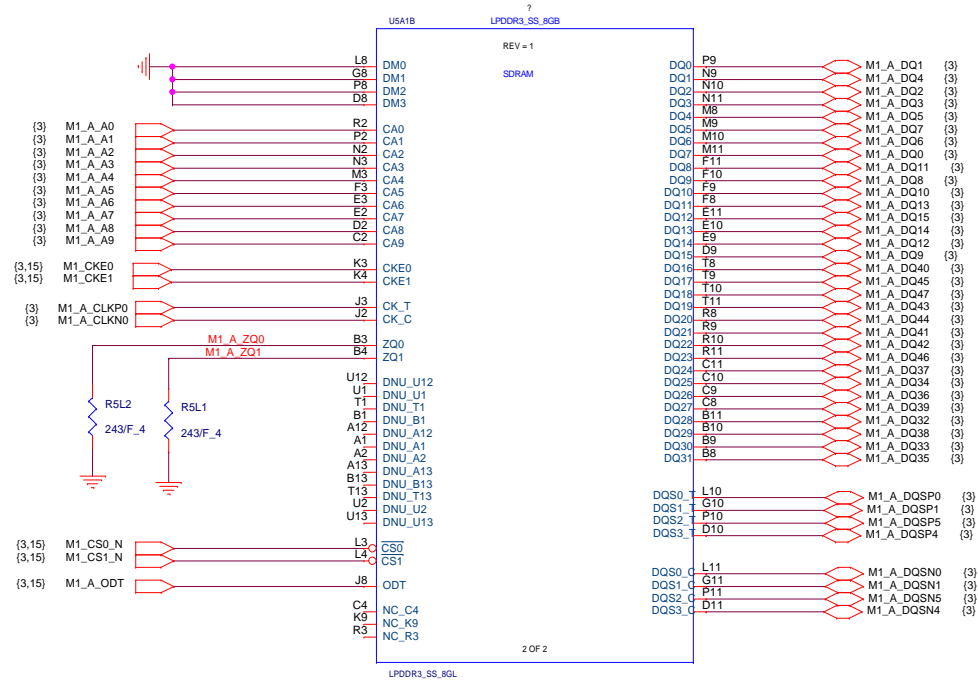 ?
U5A1B LPDDR3_SS_8GB
REV = 1
SDRAM
L8 DM0
G8 DM1
P8 DM2
D8 DM3
{3} M1_A_A0 R2 CA0
{3} M1_A_A1 P2 CA1
{3} M1_A_A2 N2 CA2
{3} M1_A_A3 N3 CA3
{3} M1_A_A4 M3 CA4
{3} M1_A_A5 F3 CA5
{3} M1_A_A6 E3 CA6
{3} M1_A_A7 E2 CA7
{3} M1_A_A8 D2 CA8
{3} M1_A_A9 C2 CA9
{3,15} M1_CKE0 K3 CKE0
{3,15} M1_CKE1 K4 CKE1
{3} M1_A_CLKP0 J3 CK_T
{3} M1_A_CLKN0 J2 CK_C
M1_A_ZQ0 B3 ZQ0
M1_A_ZQ1 B4 ZQ1
R5L2
243/F_4
R5L1
243/F_4
U12 DNU_U12
U1 DNU_U1
T1 DNU_T1
B1 DNU_B1
A12 DNU_A12
A1 DNU_A1
A2 DNU_A2
A13 DNU_A13
B13 DNU_B13
T13 DNU_T13
U2 DNU_U2
U13 DNU_U13
{3,15} M1_CS0_N L3 CS0
{3,15} M1_CS1_N L4 CS1
{3,15} M1_A_ODT J8 ODT
C4 NC_C4
K9 NC_K9
R3 NC_R3
DQ0 P9 M1_A_DQ1 {3}
DQ1 N9 M1_A_DQ4 {3}
DQ2 N10 M1_A_DQ2 {3}
DQ3 N11 M1_A_DQ3 {3}
DQ4 M8 M1_A_DQ5 {3}
DQ5 M9 M1_A_DQ7 {3}
DQ6 M10 M1_A_DQ6 {3}
DQ7 M11 M1_A_DQ0 {3}
DQ8 F11 M1_A_DQ11 {3}
DQ9 F10 M1_A_DQ8 {3}
DQ10 F9 M1_A_DQ10 {3}
DQ11 F8 M1_A_DQ13 {3}
DQ12 E11 M1_A_DQ15 {3}
DQ13 E10 M1_A_DQ14 {3}
DQ14 E9 M1_A_DQ12 {3}
DQ15 D9 M1_A_DQ9 {3}
DQ16 T8 M1_A_DQ40 {3}
DQ17 T9 M1_A_DQ45 {3}
DQ18 T10 M1_A_DQ47 {3}
DQ19 T11 M1_A_DQ43 {3}
DQ20 R8 M1_A_DQ44 {3}
DQ21 R9 M1_A_DQ41 {3}
DQ22 R10 M1_A_DQ42 {3}
DQ23 R11 M1_A_DQ46 {3}
DQ24 C11 M1_A_DQ37 {3}
DQ25 C10 M1_A_DQ34 {3}
DQ26 C9 M1_A_DQ36 {3}
DQ27 C8 M1_A_DQ39 {3}
DQ28 B11 M1_A_DQ32 {3}
DQ29 B10 M1_A_DQ38 {3}
DQ30 B9 M1_A_DQ33 {3}
DQ31 B8 M1_A_DQ35 {3}
DQS0_T L10 M1_A_DQSP0 {3}
DQS1_T G10 M1_A_DQSP1 {3}
DQS2_T P10 M1_A_DQSP5 {3}
DQS3_T D10 M1_A_DQSP4 {3}
DQS0_C L11 M1_A_DQSN0 {3}
DQS1_C G11 M1_A_DQSN1 {3}
DQS2_C P11 M1_A_DQSN5 {3}
DQS3_C D11 M1_A_DQSN4 {3}
2 OF 2
LPDDR3_SS_8GL